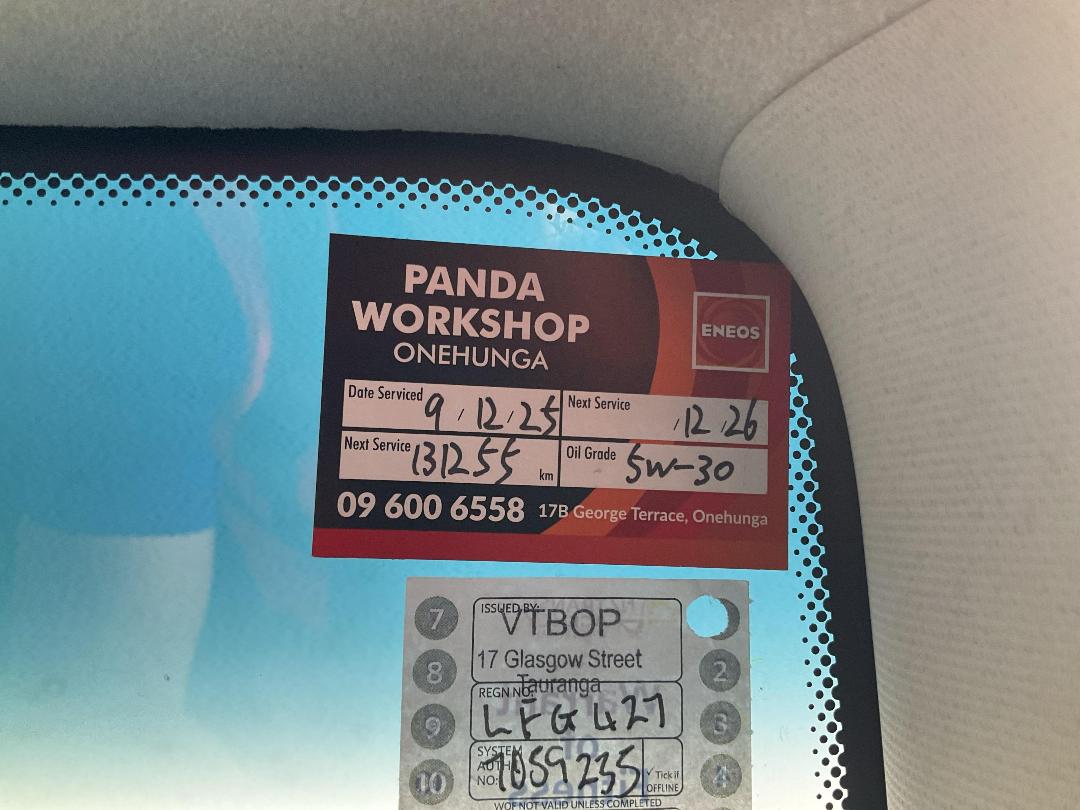 PANDA
WORKSHOP
ONEHUNGA
ENEOS
Date Serviced 9/12/25
Next Service /12/26
Next Service 131255 km
Oil Grade 5W-30
09 600 6558 17B George Terrace, Onehunga
7
ISSUED BY:
VTBOP
8
17 Glasgow Street
2
Tauranga
REGN NO:
9
LFG427
3
SYSTEM
AUTH
NO:
7059235
10
✓ Tick if
OFFLINE
4
WOF NOT VALID UNLESS COMPLETED